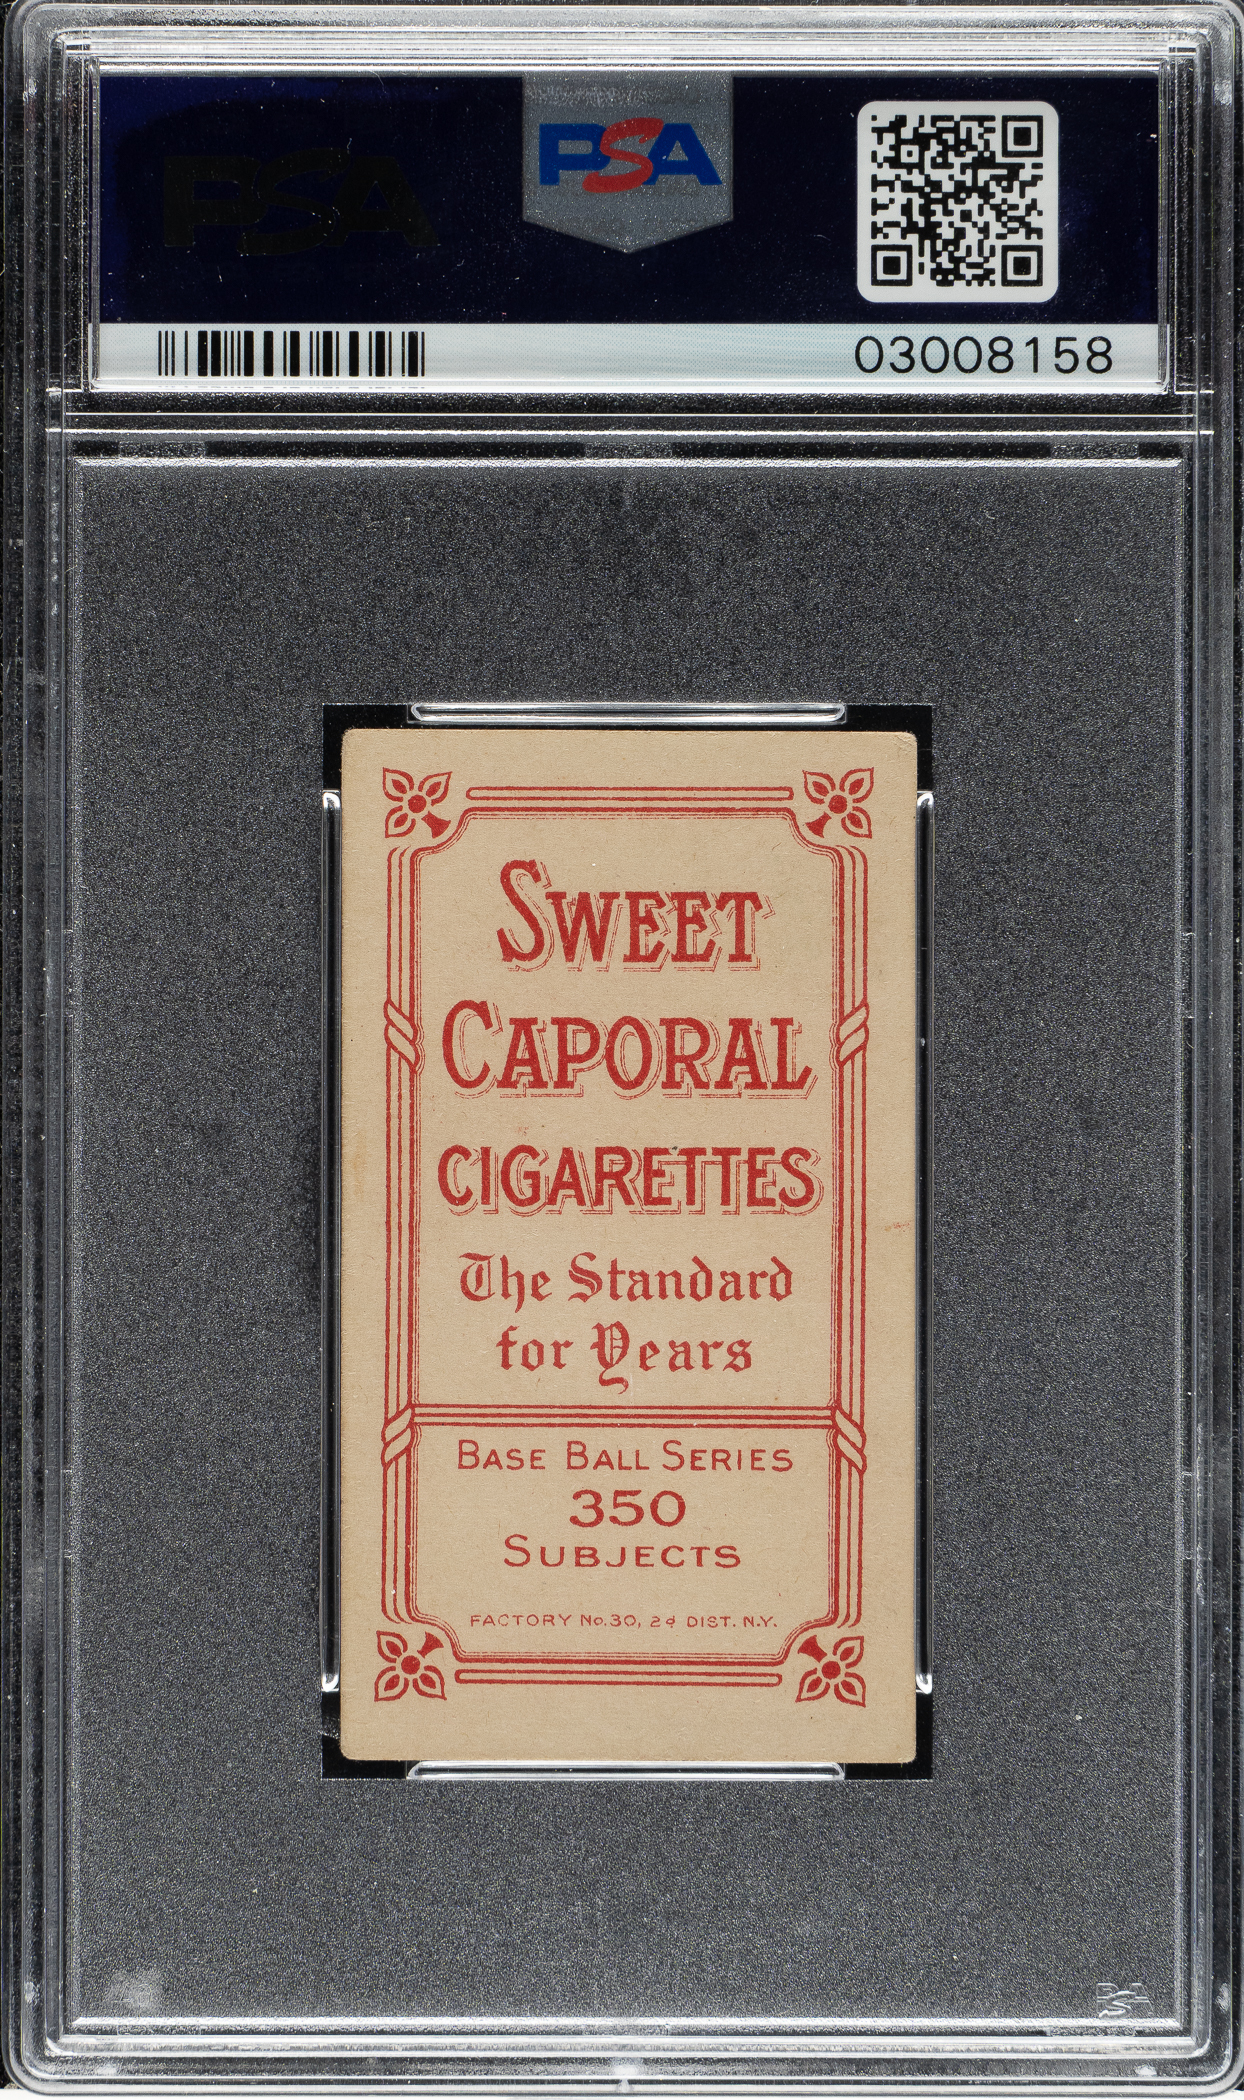 PSA
PSA
03008158
SWEET
CAPORAL
CIGARETTES
The Standard
for Years
BASE BALL SERIES
350
SUBJECTS
FACTORY No. 30, 2d DIST. N.Y.
PSA